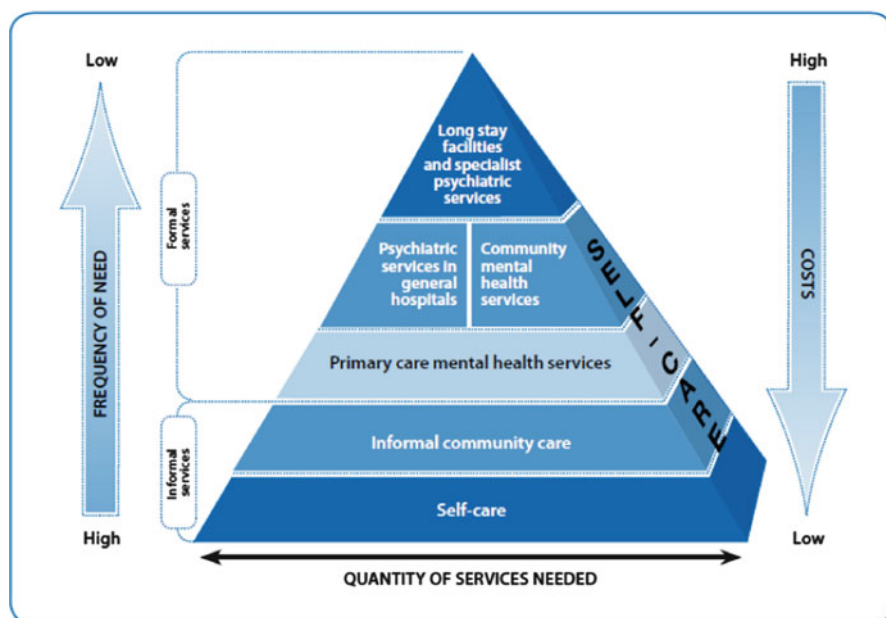 Low
High
Long stay
facilities
and specialist
psychiatric
services
Formal
services
Psychiatric
services in
general
hospitals
Community
mental
health
services
SELF-CARE
FREQUENCY OF NEED
COSTS
Primary care mental health services
Informal
services
Informal community care
Self-care
High
Low
QUANTITY OF SERVICES NEEDED